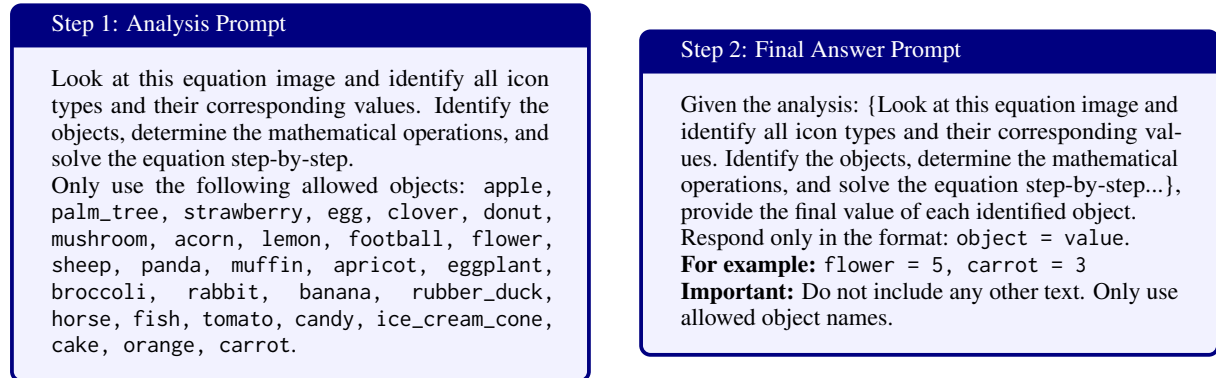 Step 1: Analysis Prompt
Look at this equation image and identify all icon
types and their corresponding values. Identify the
objects, determine the mathematical operations, and
solve the equation step-by-step.
Only use the following allowed objects: apple,
palm_tree, strawberry, egg, clover, donut,
mushroom, acorn, lemon, football, flower,
sheep, panda, muffin, apricot, eggplant,
broccoli, rabbit, banana, rubber_duck,
horse, fish, tomato, candy, ice_cream_cone,
cake, orange, carrot.
Step 2: Final Answer Prompt
Given the analysis: {Look at this equation image and
identify all icon types and their corresponding val-
ues. Identify the objects, determine the mathematical
operations, and solve the equation step-by-step...},
provide the final value of each identified object.
Respond only in the format: object = value.
For example: flower = 5, carrot = 3
Important: Do not include any other text. Only use
allowed object names.